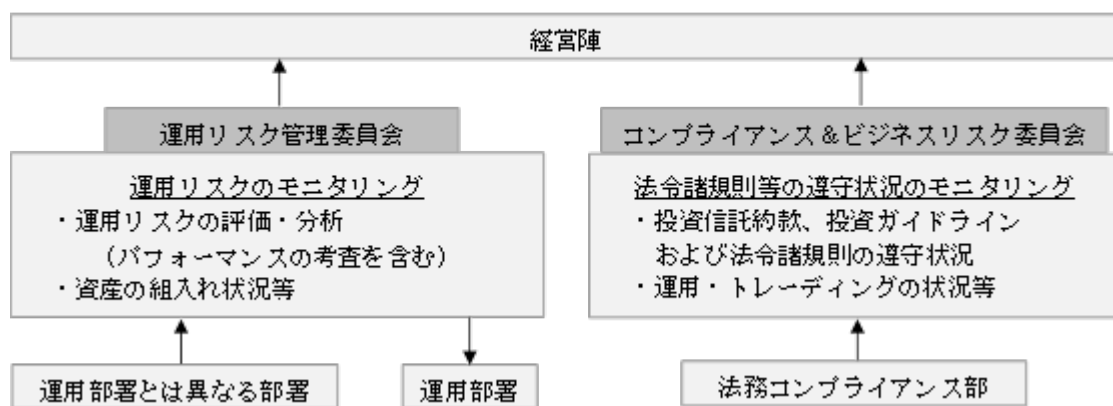 経営陣
運用リスク管理委員会
運用リスクのモニタリング
・運用リスクの評価・分析
（パフォーマンスの考査を含む）
・資産の組入れ状況等
運用部署とは異なる部署
運用部署
コンプライアンス＆ビジネスリスク委員会
法令諸規則等の遵守状況のモニタリング
・投資信託約款、投資ガイドライン
および法令諸規則の遵守状況
・運用・トレーディングの状況等
法務コンプライアンス部